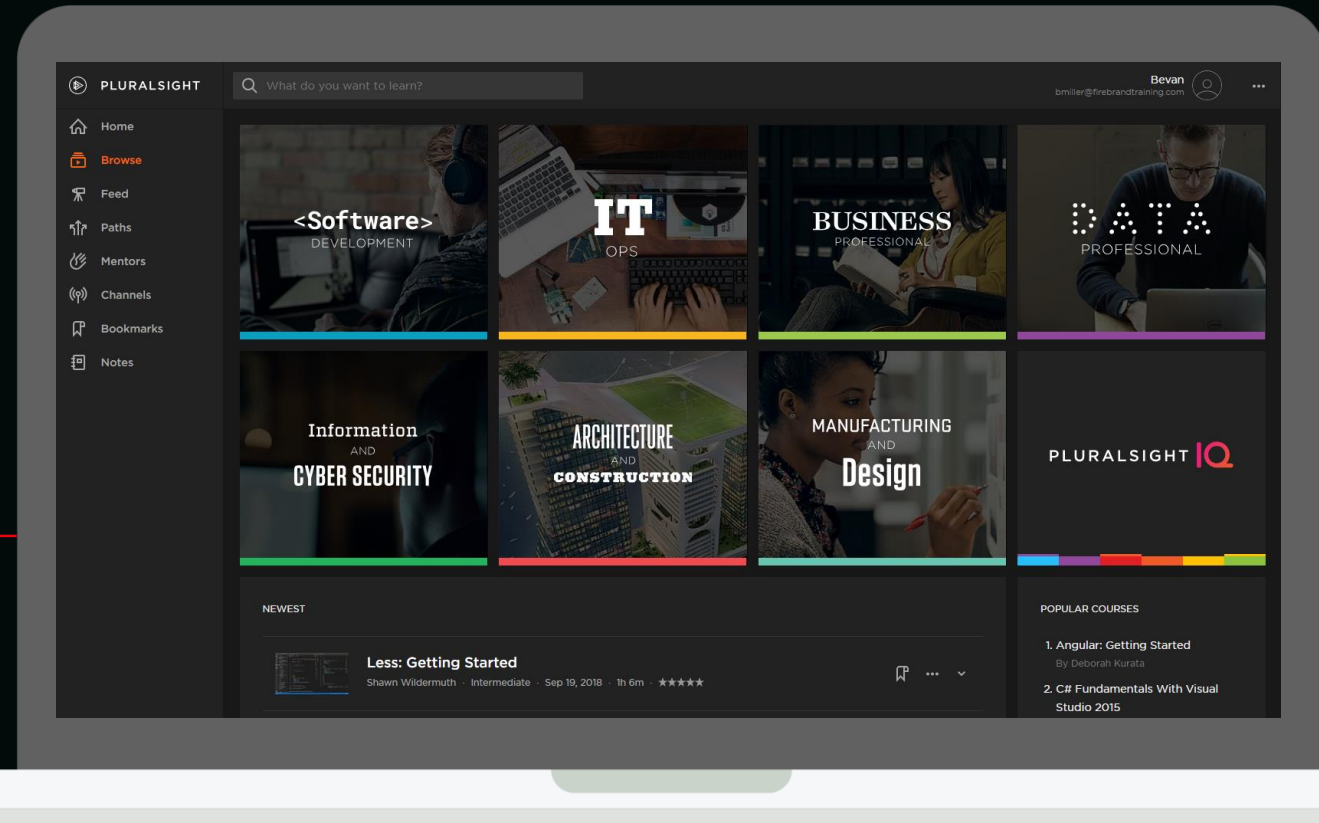 PLURALSIGHT
What do you want to learn?
Bevan
bmiller@firebrandtraining.com
Home
Browse
Feed
Paths
Mentors
Channels
Bookmarks
Notes
<Software>
DEVELOPMENT
IT
OPS
BUSINESS
PROFESSIONAL
DATA
PROFESSIONAL
Information
AND
CYBER SECURITY
ARCHITECTURE
AND
CONSTRUCTION
MANUFACTURING
AND
Design
PLURALSIGHT IQ
NEWEST
Less: Getting Started
Shawn Wildermuth · Intermediate · Sep 19, 2018 · 1h 6m · ★★★★★
POPULAR COURSES
1. Angular: Getting Started
By Deborah Kurata
2. C# Fundamentals With Visual
Studio 2015